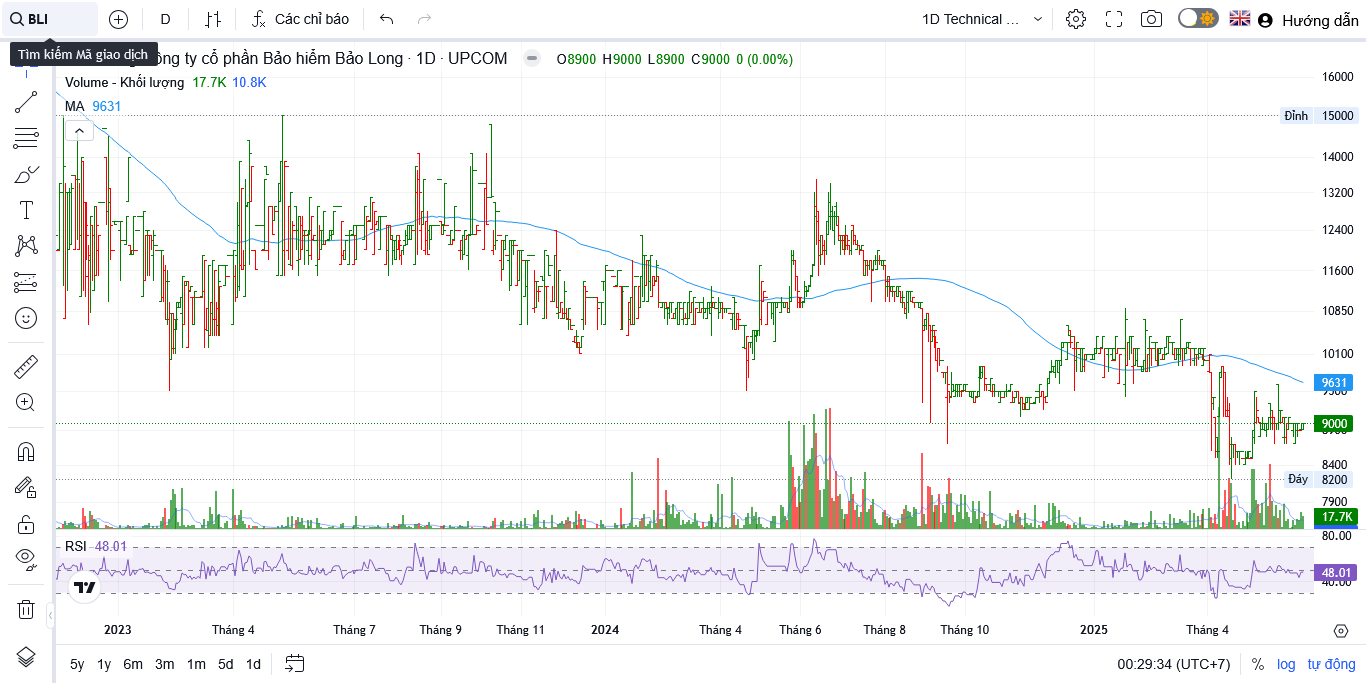 BLI
D
Các chỉ báo
1D Technical ...
Hướng dẫn
Tìm kiếm Mã giao dịch
ông ty cổ phần Bảo hiểm Bảo Long · 1D · UPCOM
O8900 H9000 L8900 C9000 0 (0.00%)
Volume - Khối lượng 17.7K 10.8K
MA 9631
16000
Đỉnh 15000
14000
13200
12400
11600
10850
10100
9631
9500
9000
8400
Đáy 8200
7900
17.7K
RSI 48.01
80.00
48.01
40.00
2023
Tháng 4
Tháng 7
Tháng 9
Tháng 11
2024
Tháng 4
Tháng 6
Tháng 8
Tháng 10
2025
Tháng 4
5y 1y 6m 3m 1m 5d 1d
00:29:34 (UTC+7)
% log tự động